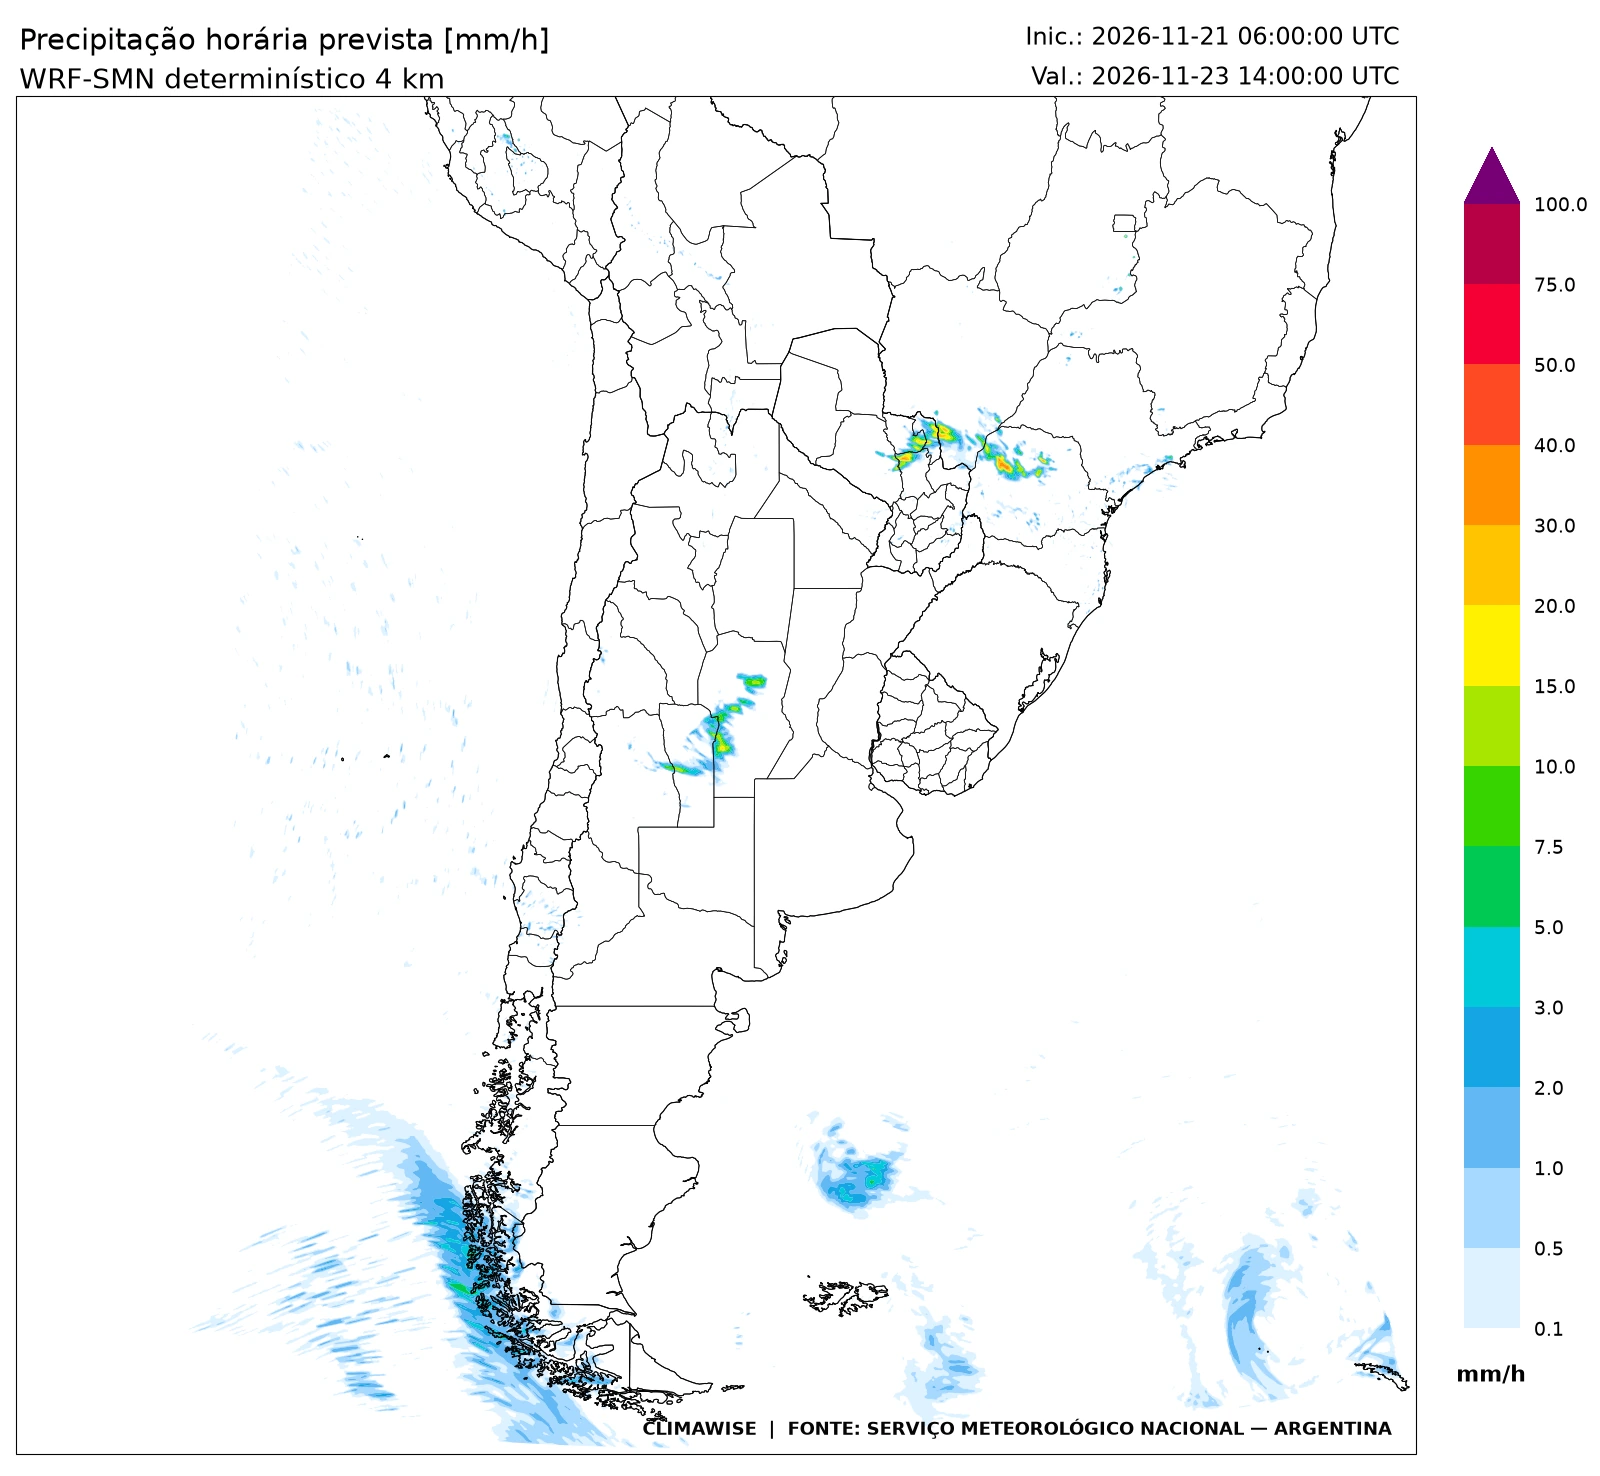 Precipitação horária prevista [mm/h]
WRF-SMN determinístico 4 km
Inic.: 2026-11-21 06:00:00 UTC
Val.: 2026-11-23 14:00:00 UTC
100.0
75.0
50.0
40.0
30.0
20.0
15.0
10.0
7.5
5.0
3.0
2.0
1.0
0.5
0.1
mm/h
CLIMAWISE | FONTE: SERVIÇO METEOROLÓGICO NACIONAL — ARGENTINA